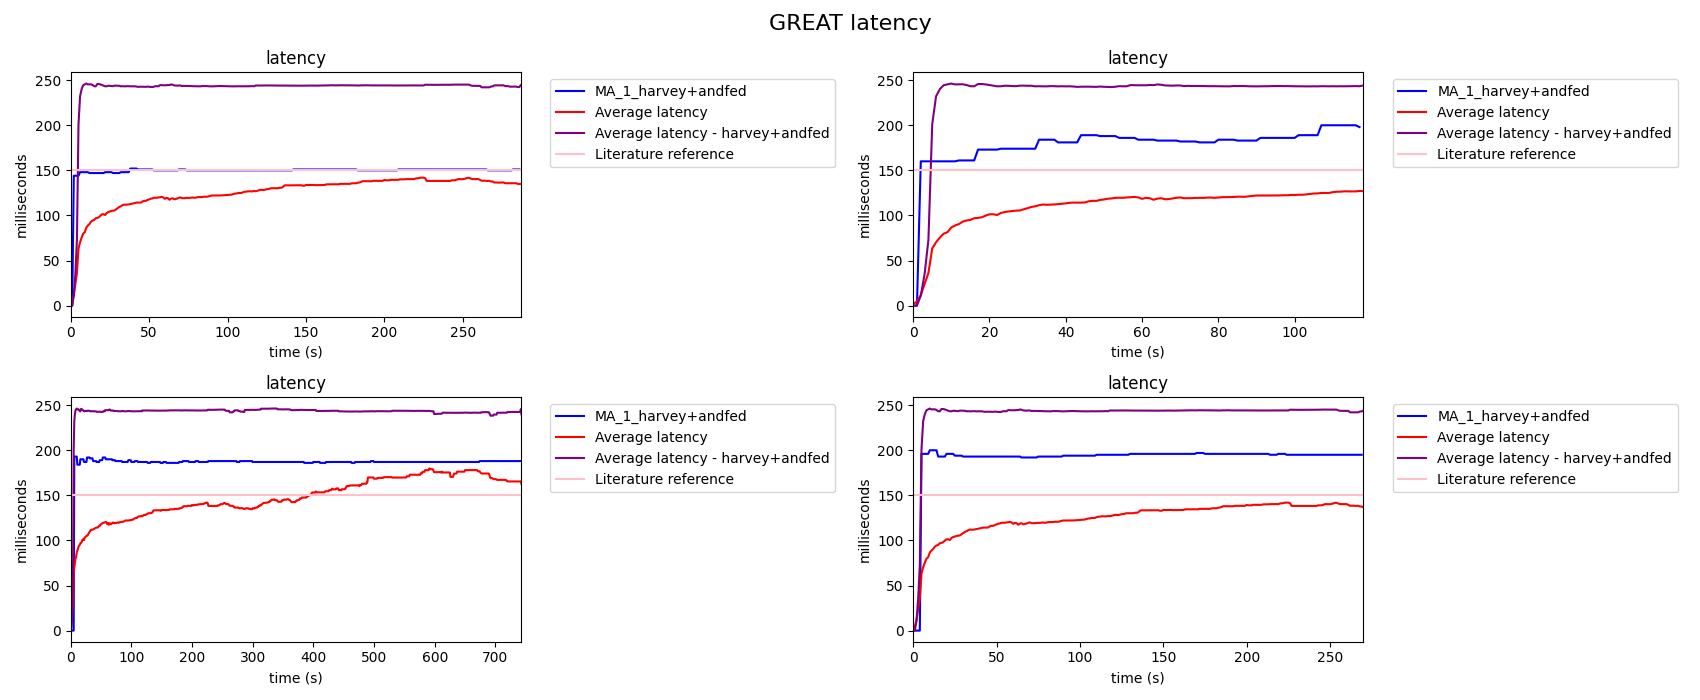 GREAT latency
latency
250
200
150
100
50
0
milliseconds
0 50 100 150 200 250
time (s)
MA_1_harvey+andfed
Average latency
Average latency - harvey+andfed
Literature reference
latency
250
200
150
100
50
0
milliseconds
0 20 40 60 80 100
time (s)
MA_1_harvey+andfed
Average latency
Average latency - harvey+andfed
Literature reference
latency
250
200
150
100
50
0
milliseconds
0 100 200 300 400 500 600 700
time (s)
MA_1_harvey+andfed
Average latency
Average latency - harvey+andfed
Literature reference
latency
250
200
150
100
50
0
milliseconds
0 50 100 150 200 250
time (s)
MA_1_harvey+andfed
Average latency
Average latency - harvey+andfed
Literature reference